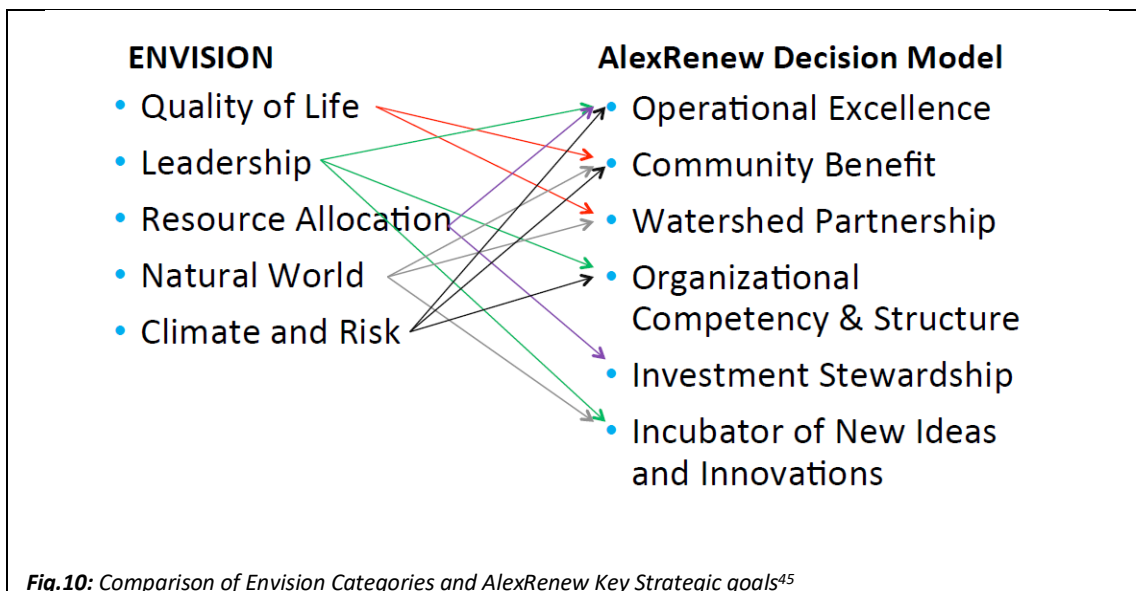 ENVISION
• Quality of Life
• Leadership
• Resource Allocation
• Natural World
• Climate and Risk
AlexRenew Decision Model
• Operational Excellence
• Community Benefit
• Watershed Partnership
• Organizational
Competency & Structure
• Investment Stewardship
• Incubator of New Ideas
and Innovations
Fig.10: Comparison of Envision Categories and AlexRenew Key Strategic goals⁴⁵